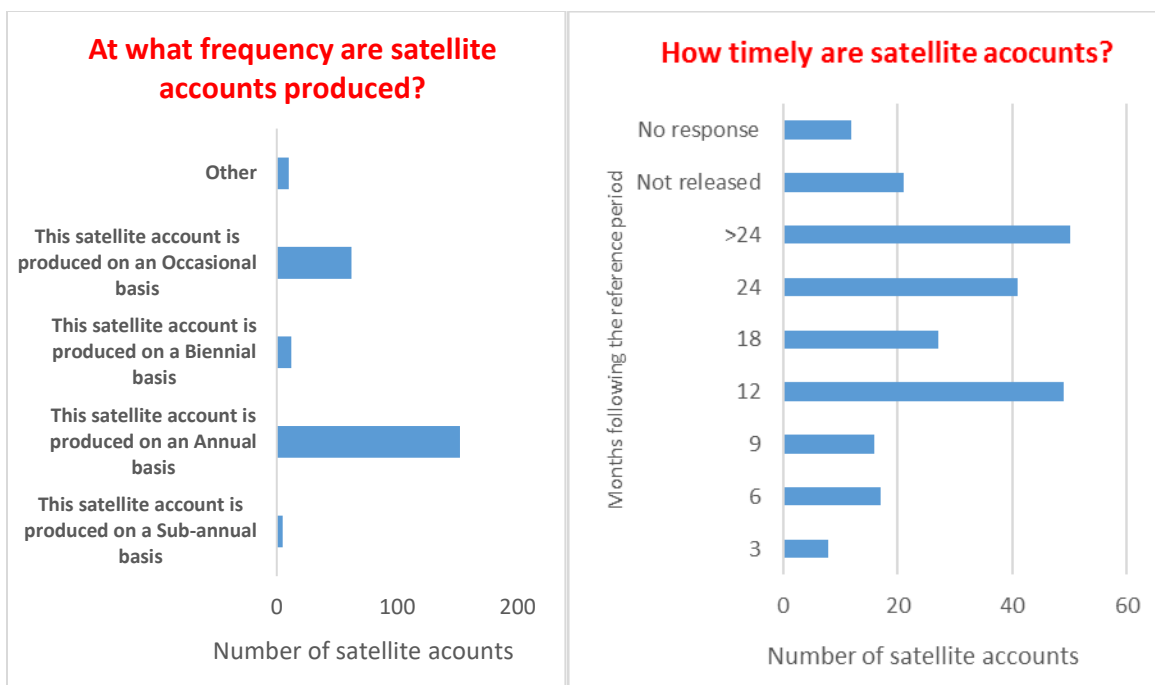 At what frequency are satellite
accounts produced?
Other
This satellite account is
produced on an Occasional
basis
This satellite account is
produced on a Biennial
basis
This satellite account is
produced on an Annual
basis
This satellite account is
produced on a Sub-annual
basis
0 100 200
Number of satellite acounts
How timely are satellite acocunts?
Months following the reference period
No response
Not released
>24
24
18
12
9
6
3
0 20 40 60
Number of satellite accounts